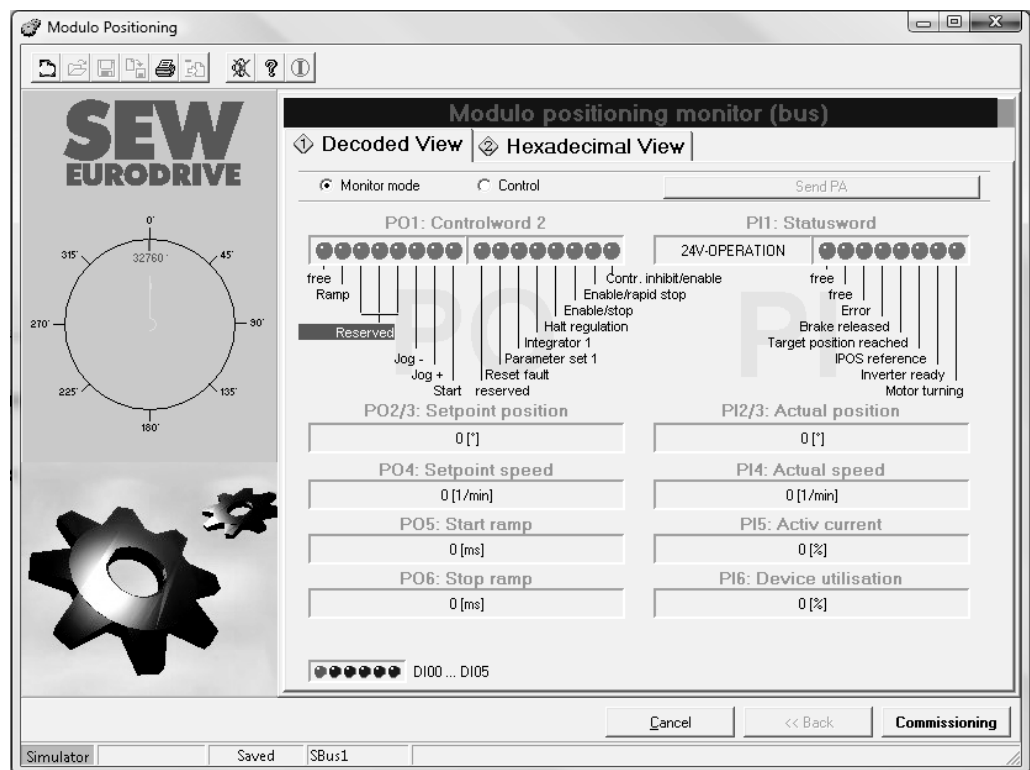 Modulo Positioning
SEW
EURODRIVE
Modulo positioning monitor (bus)
1 Decoded View
2 Hexadecimal View
Monitor mode
Control
Send PA
PO1: Controlword 2
PI1: Statusword
24V-OPERATION
PO
PI
free
Ramp
Reserved
Jog -
Jog +
Start
Contr. inhibit/enable
Enable/rapid stop
Enable/stop
Halt regulation
Integrator 1
Parameter set 1
Reset fault
reserved
free
free
Error
Brake released
Target position reached
IPOS reference
Inverter ready
Motor turning
0°
45°
90°
135°
180°
225°
270°
315°
32760 °
PO2/3: Setpoint position
0 [°]
PI2/3: Actual position
0 [°]
PO4: Setpoint speed
0 [1/min]
PI4: Actual speed
0 [1/min]
PO5: Start ramp
0 [ms]
PI5: Activ current
0 [%]
PO6: Stop ramp
0 [ms]
PI6: Device utilisation
0 [%]
DI00 ... DI05
Cancel
<< Back
Commissioning
Simulator
Saved
SBus1